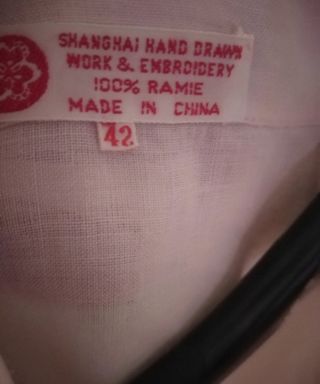 SHANGHAI HAND DRAWN
WORK & EMBROIDERY
100% RAMIE
MADE IN CHINA
42